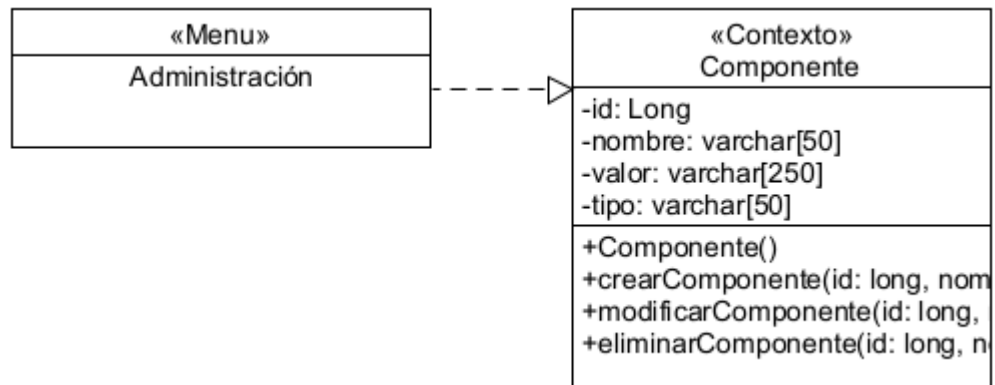 «Menu»
Administración
«Contexto»
Componente
-id: Long
-nombre: varchar[50]
-valor: varchar[250]
-tipo: varchar[50]
+Componente()
+crearComponente(id: long, nom
+modificarComponente(id: long,
+eliminarComponente(id: long, n